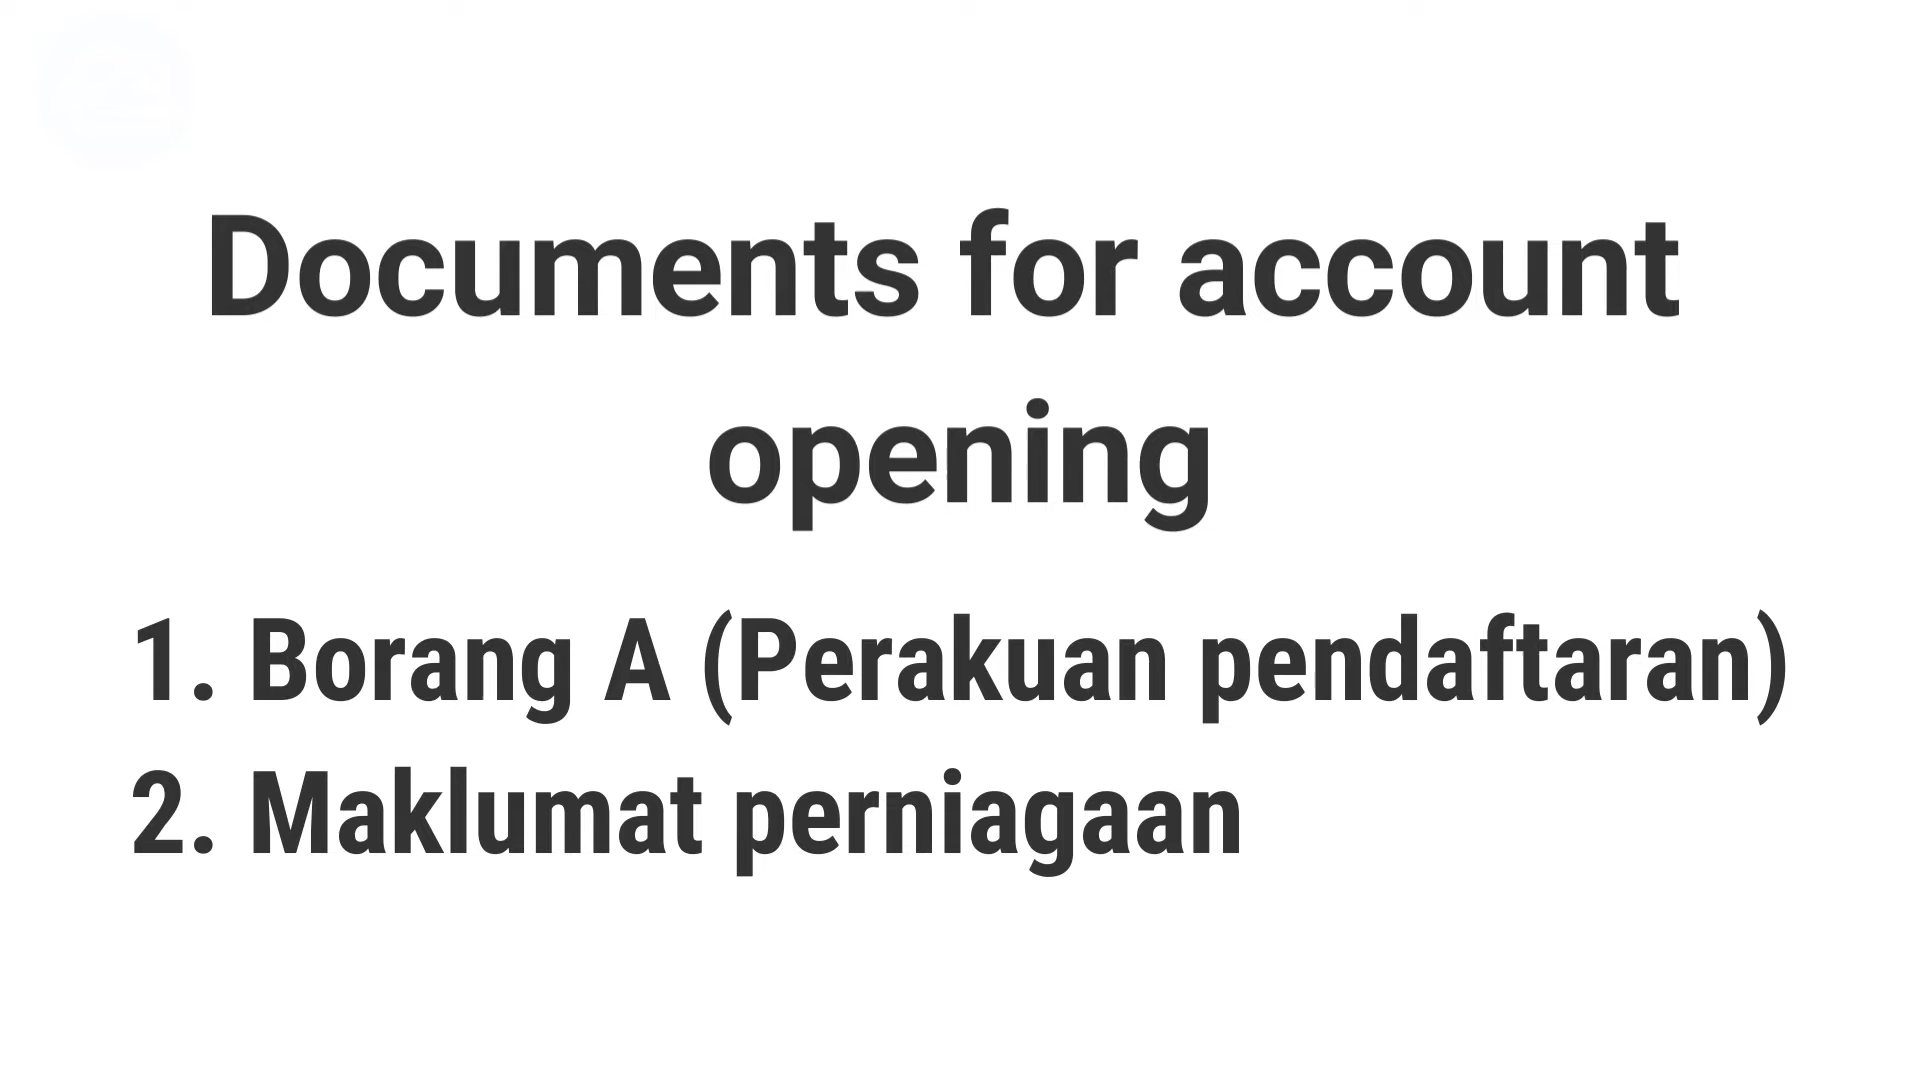 Documents for account
opening
1. Borang A (Perakuan pendaftaran)
2. Maklumat perniagaan